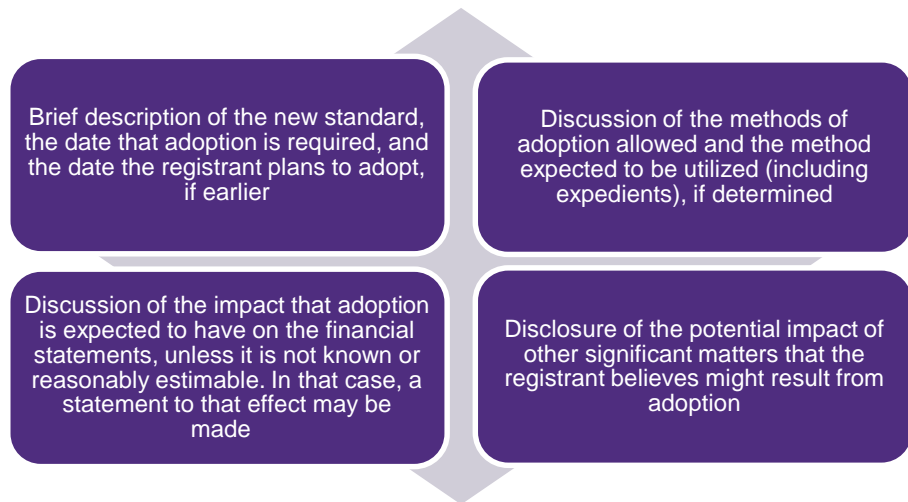 Brief description of the new standard,
the date that adoption is required, and
the date the registrant plans to adopt,
if earlier
Discussion of the methods of
adoption allowed and the method
expected to be utilized (including
expedients), if determined
Discussion of the impact that adoption
is expected to have on the financial
statements, unless it is not known or
reasonably estimable. In that case, a
statement to that effect may be
made
Disclosure of the potential impact of
other significant matters that the
registrant believes might result from
adoption